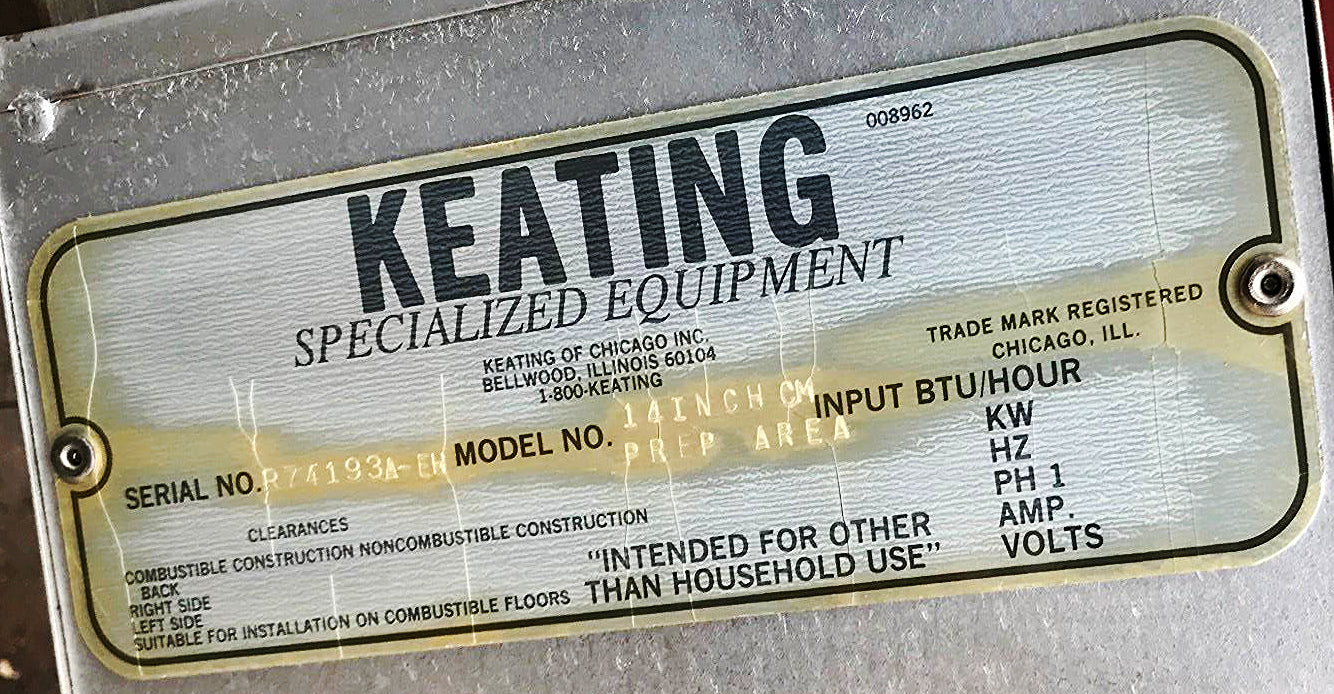 008962
KEATING
SPECIALIZED EQUIPMENT
KEATING OF CHICAGO INC.
BELLWOOD, ILLINOIS 60104
1-800-KEATING
TRADE MARK REGISTERED
CHICAGO, ILL.
SERIAL NO. R74193A-EH MODEL NO. 14INCH CM
PREP AREA
INPUT BTU/HOUR
KW
HZ
PH 1
AMP.
VOLTS
CLEARANCES
COMBUSTIBLE CONSTRUCTION NONCOMBUSTIBLE CONSTRUCTION
BACK
RIGHT SIDE
LEFT SIDE
SUITABLE FOR INSTALLATION ON COMBUSTIBLE FLOORS
"INTENDED FOR OTHER
THAN HOUSEHOLD USE"